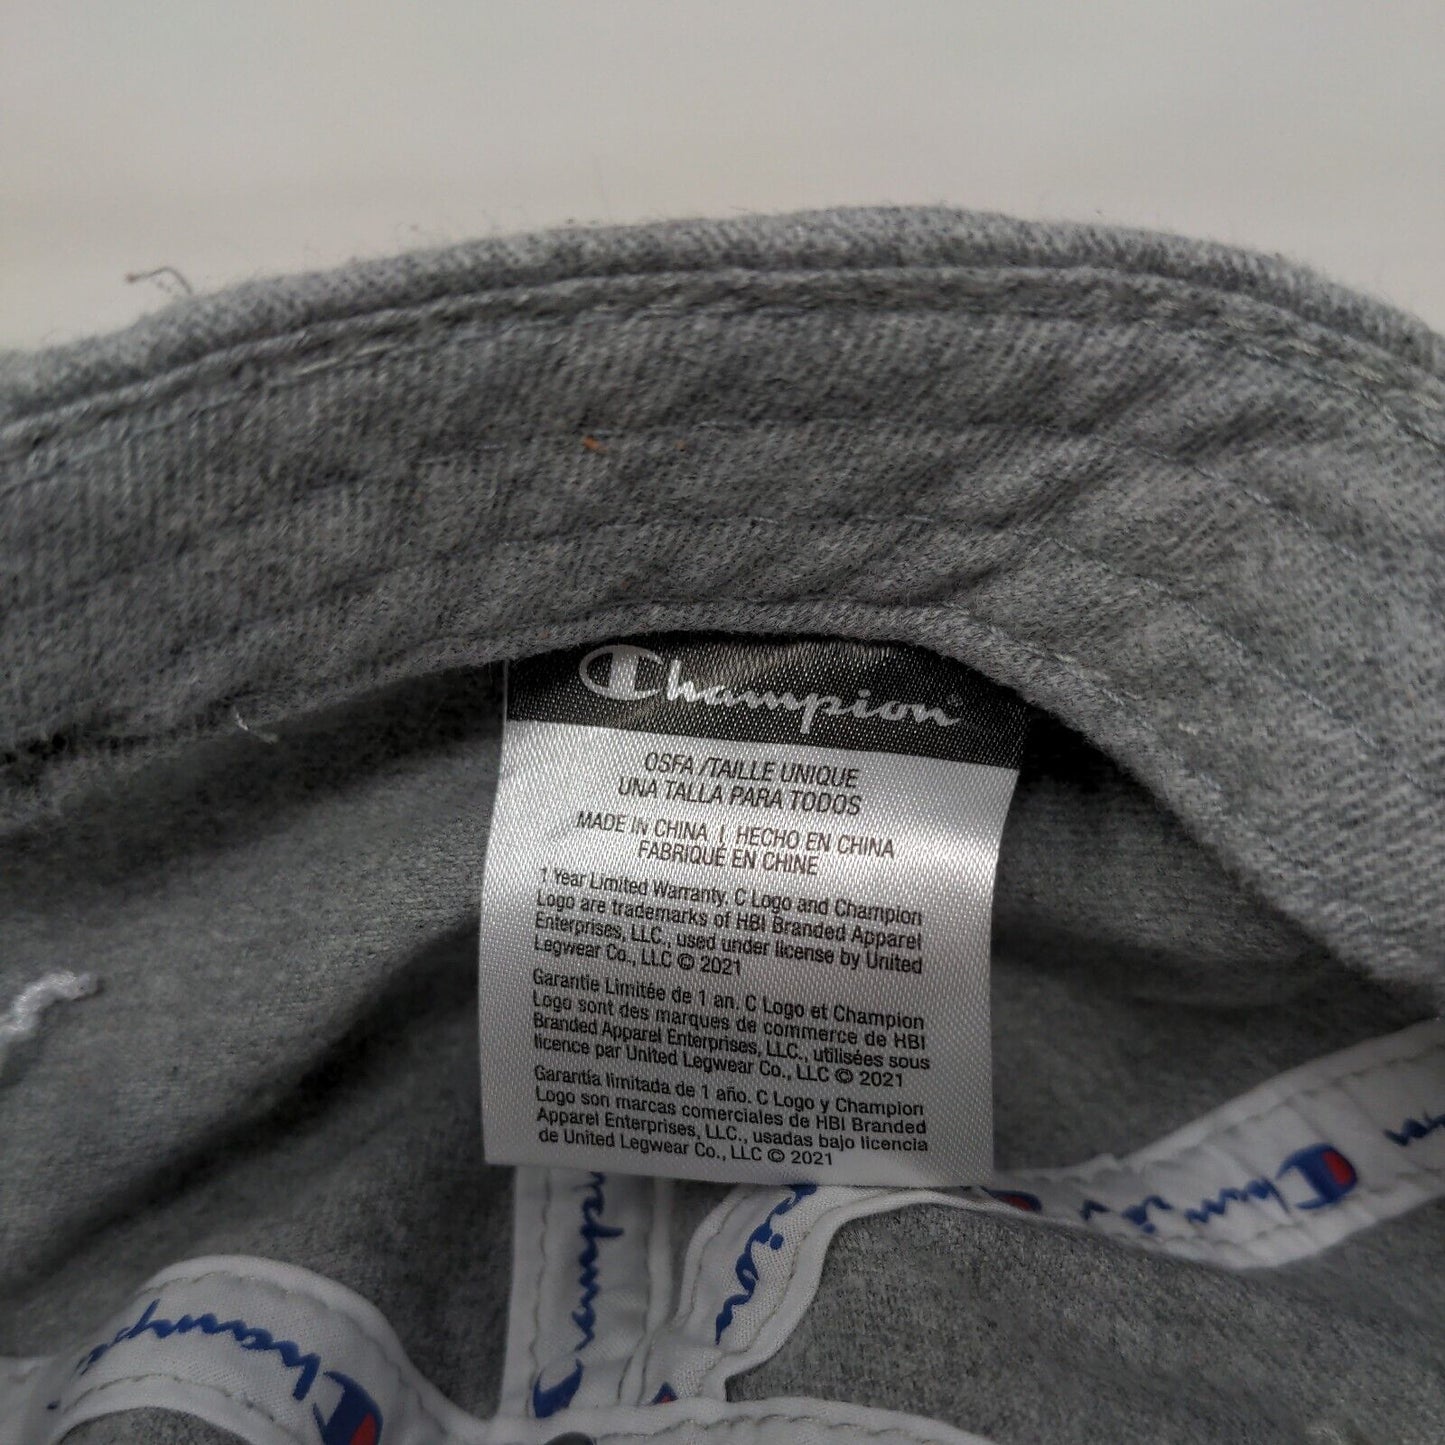 Champion
OSFA /TAILLE UNIQUE
UNA TALLA PARA TODOS
MADE IN CHINA | HECHO EN CHINA
FABRIQUÉ EN CHINE
1 Year Limited Warranty. C Logo and Champion
Logo are trademarks of HBI Branded Apparel
Enterprises, LLC., used under license by United
Legwear Co., LLC © 2021
Garantie Limitée de 1 an. C Logo et Champion
Logo sont des marques de commerce de HBI
Branded Apparel Enterprises, LLC., utilisées sous
licence par United Legwear Co., LLC © 2021
Garantía limitada de 1 año. C Logo y Champion
Logo son marcas comerciales de HBI Branded
Apparel Enterprises, LLC., usadas bajo licencia
de United Legwear Co., LLC © 2021
Champion
Champ